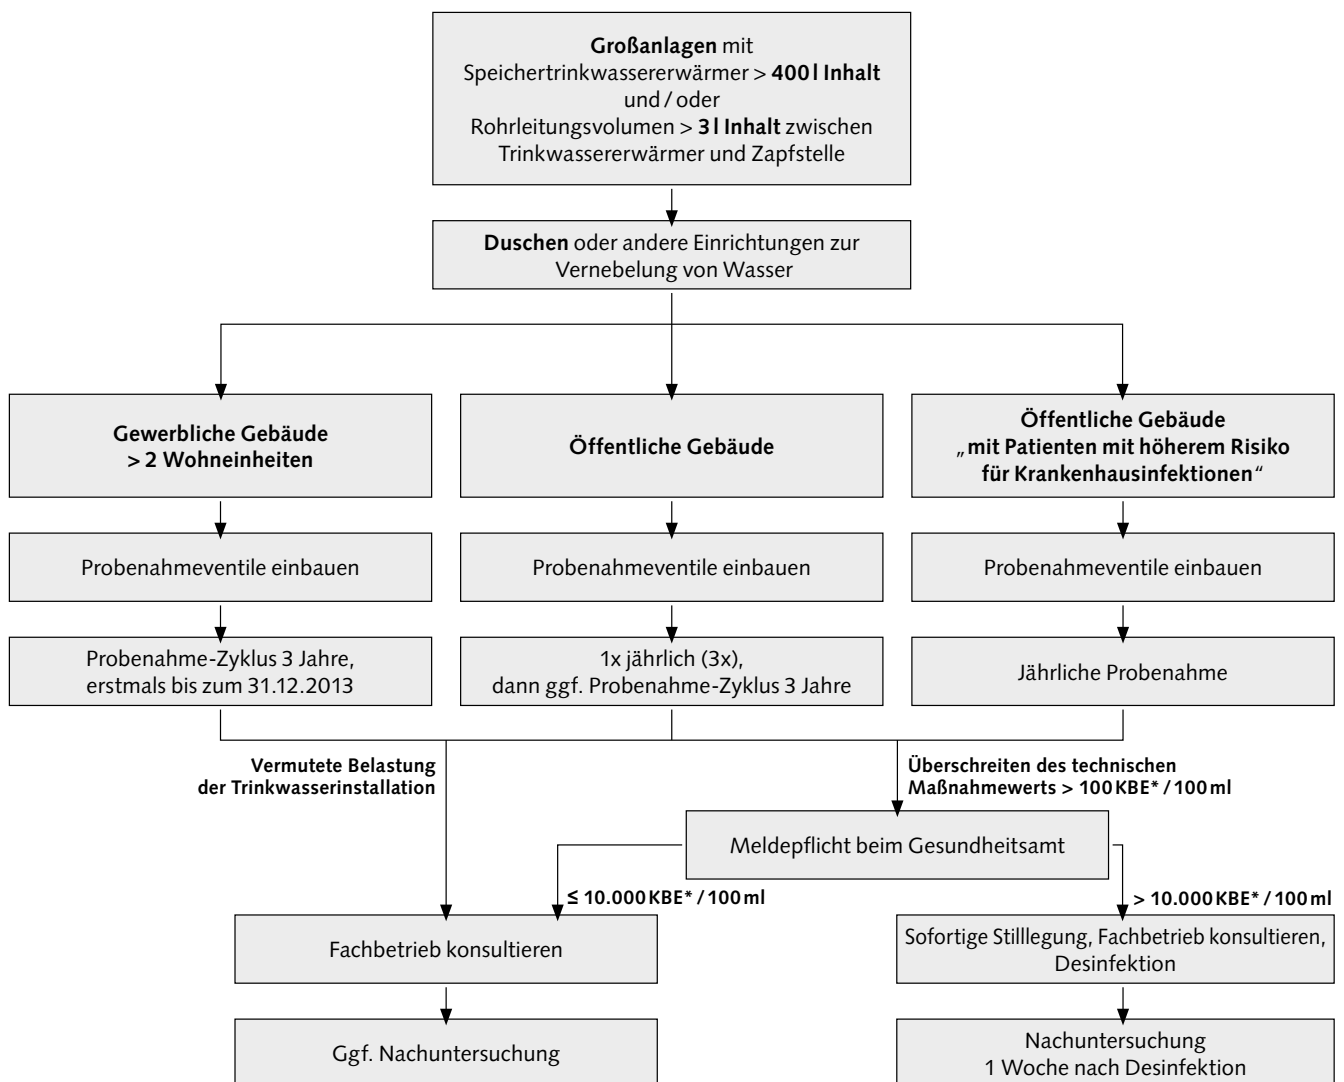 Großanlagen mit
Speichertrinkwassererwärmer > 400 l Inhalt
und / oder
Rohrleitungsvolumen > 3 l Inhalt zwischen
Trinkwassererwärmer und Zapfstelle
Duschen oder andere Einrichtungen zur
Vernebelung von Wasser
Gewerbliche Gebäude
> 2 Wohneinheiten
Öffentliche Gebäude
Öffentliche Gebäude
„mit Patienten mit höherem Risiko
für Krankenhausinfektionen“
Probenahmeventile einbauen
Probenahmeventile einbauen
Probenahmeventile einbauen
Probenahme-Zyklus 3 Jahre,
erstmals bis zum 31.12.2013
1x jährlich (3x),
dann ggf. Probenahme-Zyklus 3 Jahre
Jährliche Probenahme
Vermutete Belastung
der Trinkwasserinstallation
Überschreiten des technischen
Maßnahmewerts > 100 KBE* / 100 ml
Meldepflicht beim Gesundheitsamt
≤ 10.000 KBE* / 100 ml
> 10.000 KBE* / 100 ml
Fachbetrieb konsultieren
Sofortige Stilllegung, Fachbetrieb konsultieren,
Desinfektion
Ggf. Nachuntersuchung
Nachuntersuchung
1 Woche nach Desinfektion